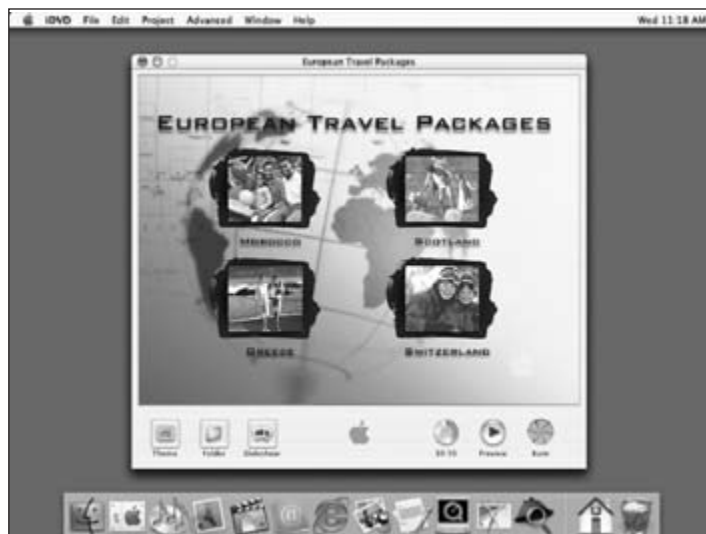 iDVD File Edit Project Advanced Window Help Wed 11:18 AM
European Travel Packages
EUROPEAN TRAVEL PACKAGES
MOROCCO SCOTLAND
GREECE SWITZERLAND
Theme Folder Slideshow Preview Burn